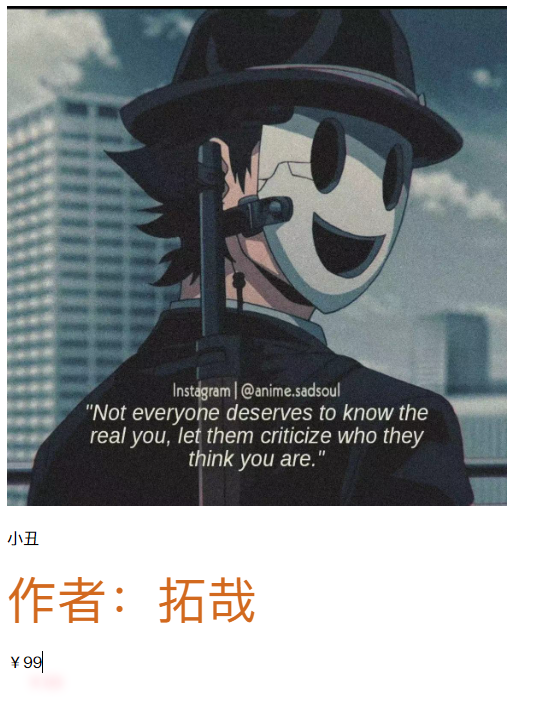 Instagram | @anime.sadsoul
"Not everyone deserves to know the
real you, let them criticize who they
think you are."
小丑
作者：拓哉
￥99